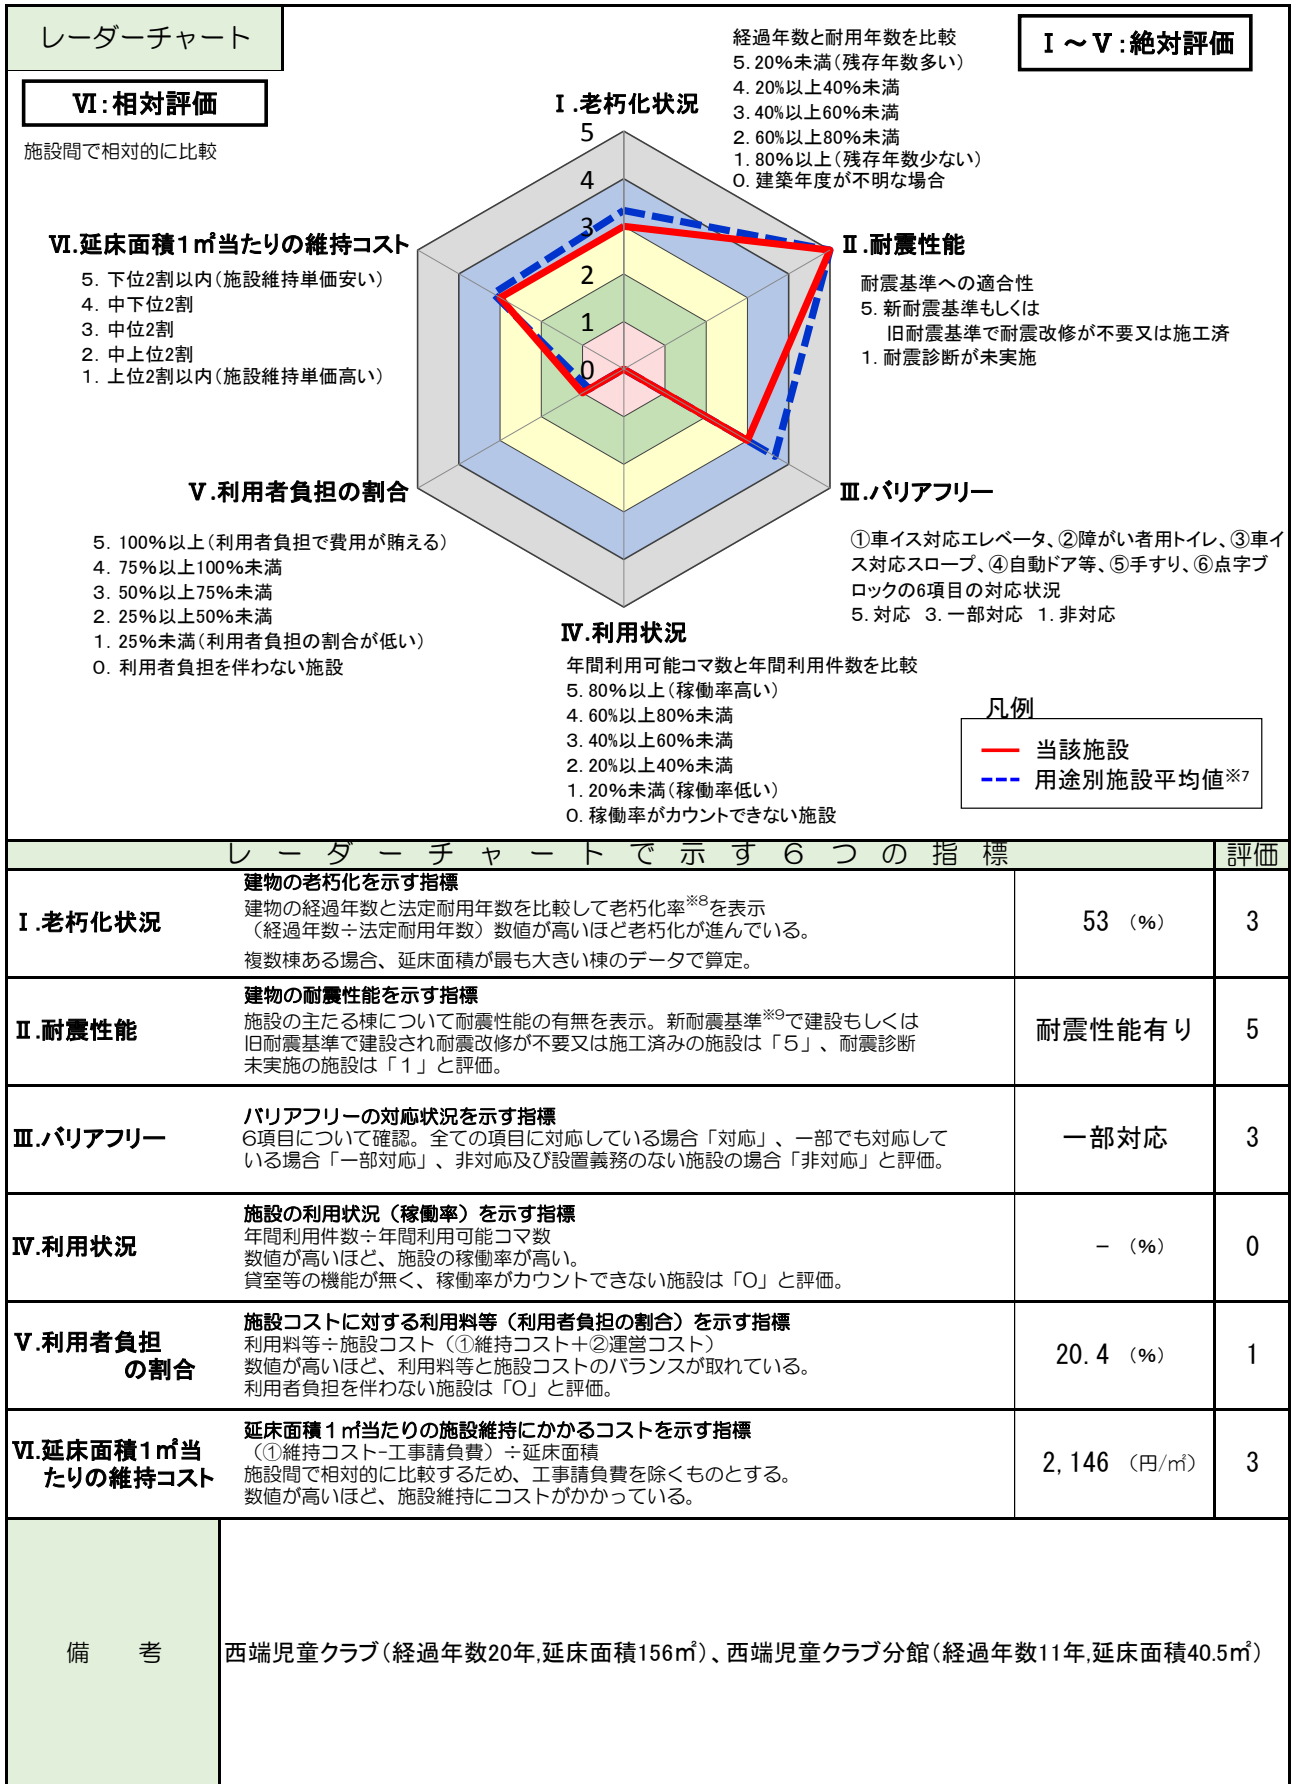 レーダーチャート
Ⅰ～Ⅴ:絶対評価
Ⅵ:相対評価
施設間で相対的に比較
Ⅰ.老朽化状況
経過年数と耐用年数を比較
5.20%未満(残存年数多い)
4.20%以上40%未満
3.40%以上60%未満
2.60%以上80%未満
1.80%以上(残存年数少ない)
0.建築年度が不明な場合
5
4
3
2
1
0
Ⅵ.延床面積1㎡当たりの維持コスト
5.下位2割以内(施設維持単価安い)
4.中下位2割
3.中位2割
2.中上位2割
1.上位2割以内(施設維持単価高い)
Ⅱ.耐震性能
耐震基準への適合性
5.新耐震基準もしくは
旧耐震基準で耐震改修が不要又は施工済
1.耐震診断が未実施
Ⅴ.利用者負担の割合
5.100%以上(利用者負担で費用が賄える)
4.75%以上100%未満
3.50%以上75%未満
2.25%以上50%未満
1.25%未満(利用者負担の割合が低い)
0.利用者負担を伴わない施設
Ⅲ.バリアフリー
①車イス対応エレベータ、②障がい者用トイレ、③車イ
ス対応スロープ、④自動ドア等、⑤手すり、⑥点字ブ
ロックの6項目の対応状況
5.対応 3.一部対応 1.非対応
Ⅳ.利用状況
年間利用可能コマ数と年間利用件数を比較
5.80%以上(稼働率高い)
4.60%以上80%未満
3.40%以上60%未満
2.20%以上40%未満
1.20%未満(稼働率低い)
0.稼働率がカウントできない施設
凡例
当該施設
用途別施設平均値※7
レーダーチャートで示す6つの指標 評価
Ⅰ.老朽化状況
建物の老朽化を示す指標
建物の経過年数と法定耐用年数を比較して老朽化率※8を表示
(経過年数÷法定耐用年数)数値が高いほど老朽化が進んでいる。
複数棟ある場合、延床面積が最も大きい棟のデータで算定。
53 (%) 3
Ⅱ.耐震性能
建物の耐震性能を示す指標
施設の主たる棟について耐震性能の有無を表示。新耐震基準※9で建設もしくは
旧耐震基準で建設され耐震改修が不要又は施工済みの施設は「5」、耐震診断
未実施の施設は「1」と評価。
耐震性能有り 5
Ⅲ.バリアフリー
バリアフリーの対応状況を示す指標
6項目について確認。全ての項目に対応している場合「対応」、一部でも対応して
いる場合「一部対応」、非対応及び設置義務のない施設の場合「非対応」と評価。
一部対応 3
Ⅳ.利用状況
施設の利用状況(稼働率)を示す指標
年間利用件数÷年間利用可能コマ数
数値が高いほど、施設の稼働率が高い。
貸室等の機能が無く、稼働率がカウントできない施設は「0」と評価。
- (%) 0
Ⅴ.利用者負担
の割合
施設コストに対する利用料等(利用者負担の割合)を示す指標
利用料等÷施設コスト(①維持コスト+②運営コスト)
数値が高いほど、利用料等と施設コストのバランスが取れている。
利用者負担を伴わない施設は「0」と評価。
20.4 (%) 1
Ⅵ.延床面積1㎡当
たりの維持コスト
延床面積1㎡当たりの施設維持にかかるコストを示す指標
(①維持コスト-工事請負費)÷延床面積
施設間で相対的に比較するため、工事請負費を除くものとする。
数値が高いほど、施設維持にコストがかかっている。
2,146 (円/㎡) 3
備 考
西端児童クラブ(経過年数20年,延床面積156㎡)、西端児童クラブ分館(経過年数11年,延床面積40.5㎡)